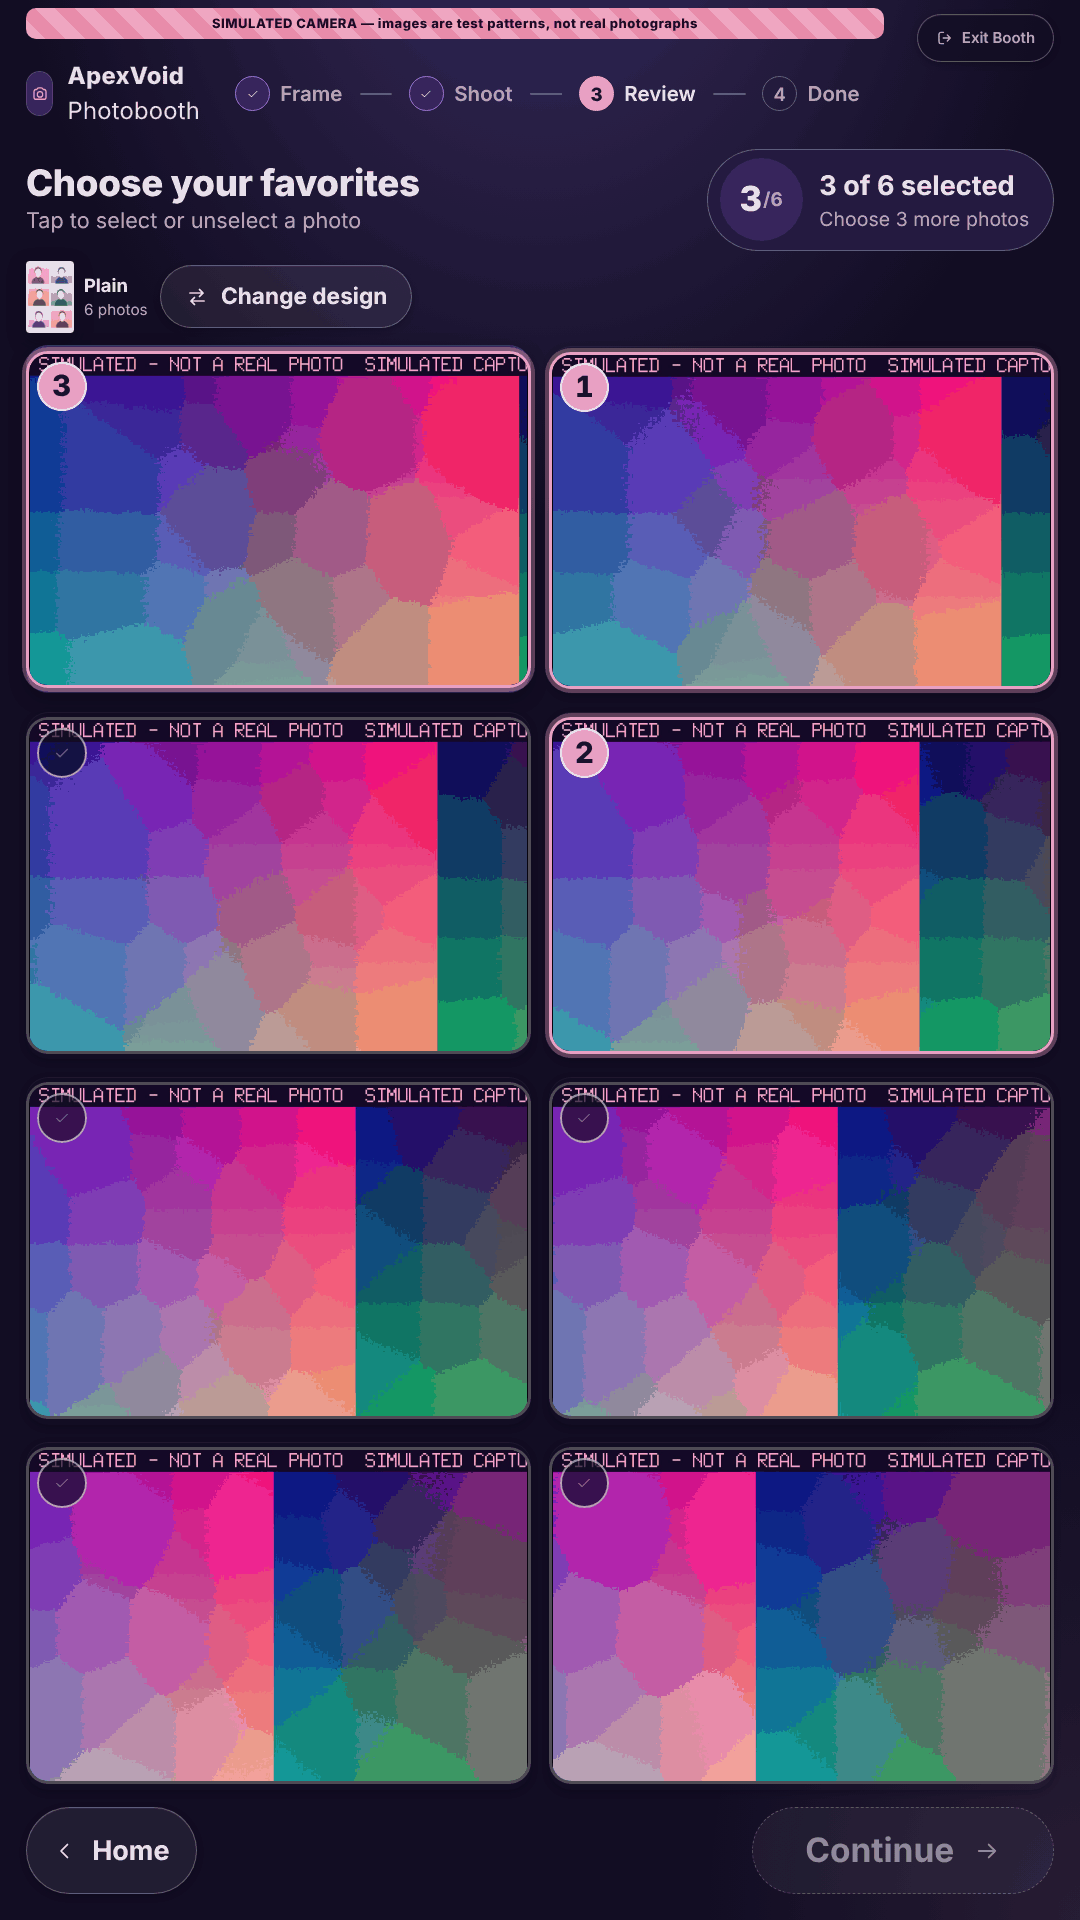 SIMULATED CAMERA — images are test patterns, not real photographs
Exit Booth
ApexVoid
Photobooth
Frame
Shoot
3 Review
4 Done
Choose your favorites
Tap to select or unselect a photo
3/6
3 of 6 selected
Choose 3 more photos
Plain
6 photos
Change design
SIMULATED - NOT A REAL PHOTO SIMULATED CAPTU
3
SIMULATED - NOT A REAL PHOTO SIMULATED CAPTU
1
SIMULATED - NOT A REAL PHOTO SIMULATED CAPTU
SIMULATED - NOT A REAL PHOTO SIMULATED CAPTU
2
SIMULATED - NOT A REAL PHOTO SIMULATED CAPTU
SIMULATED - NOT A REAL PHOTO SIMULATED CAPTU
SIMULATED - NOT A REAL PHOTO SIMULATED CAPTU
SIMULATED - NOT A REAL PHOTO SIMULATED CAPTU
Home
Continue